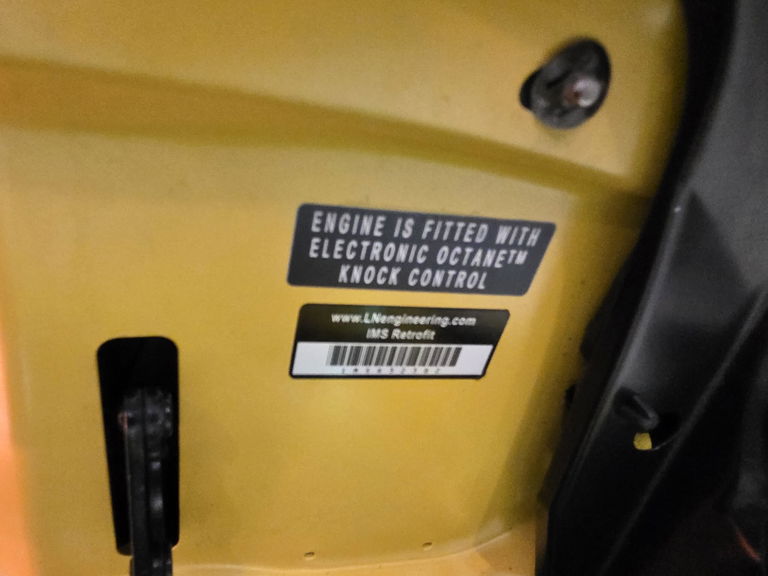 ENGINE IS FITTED WITH
ELECTRONIC OCTANE™
KNOCK CONTROL
www.LNengineering.com
IMS Retrofit